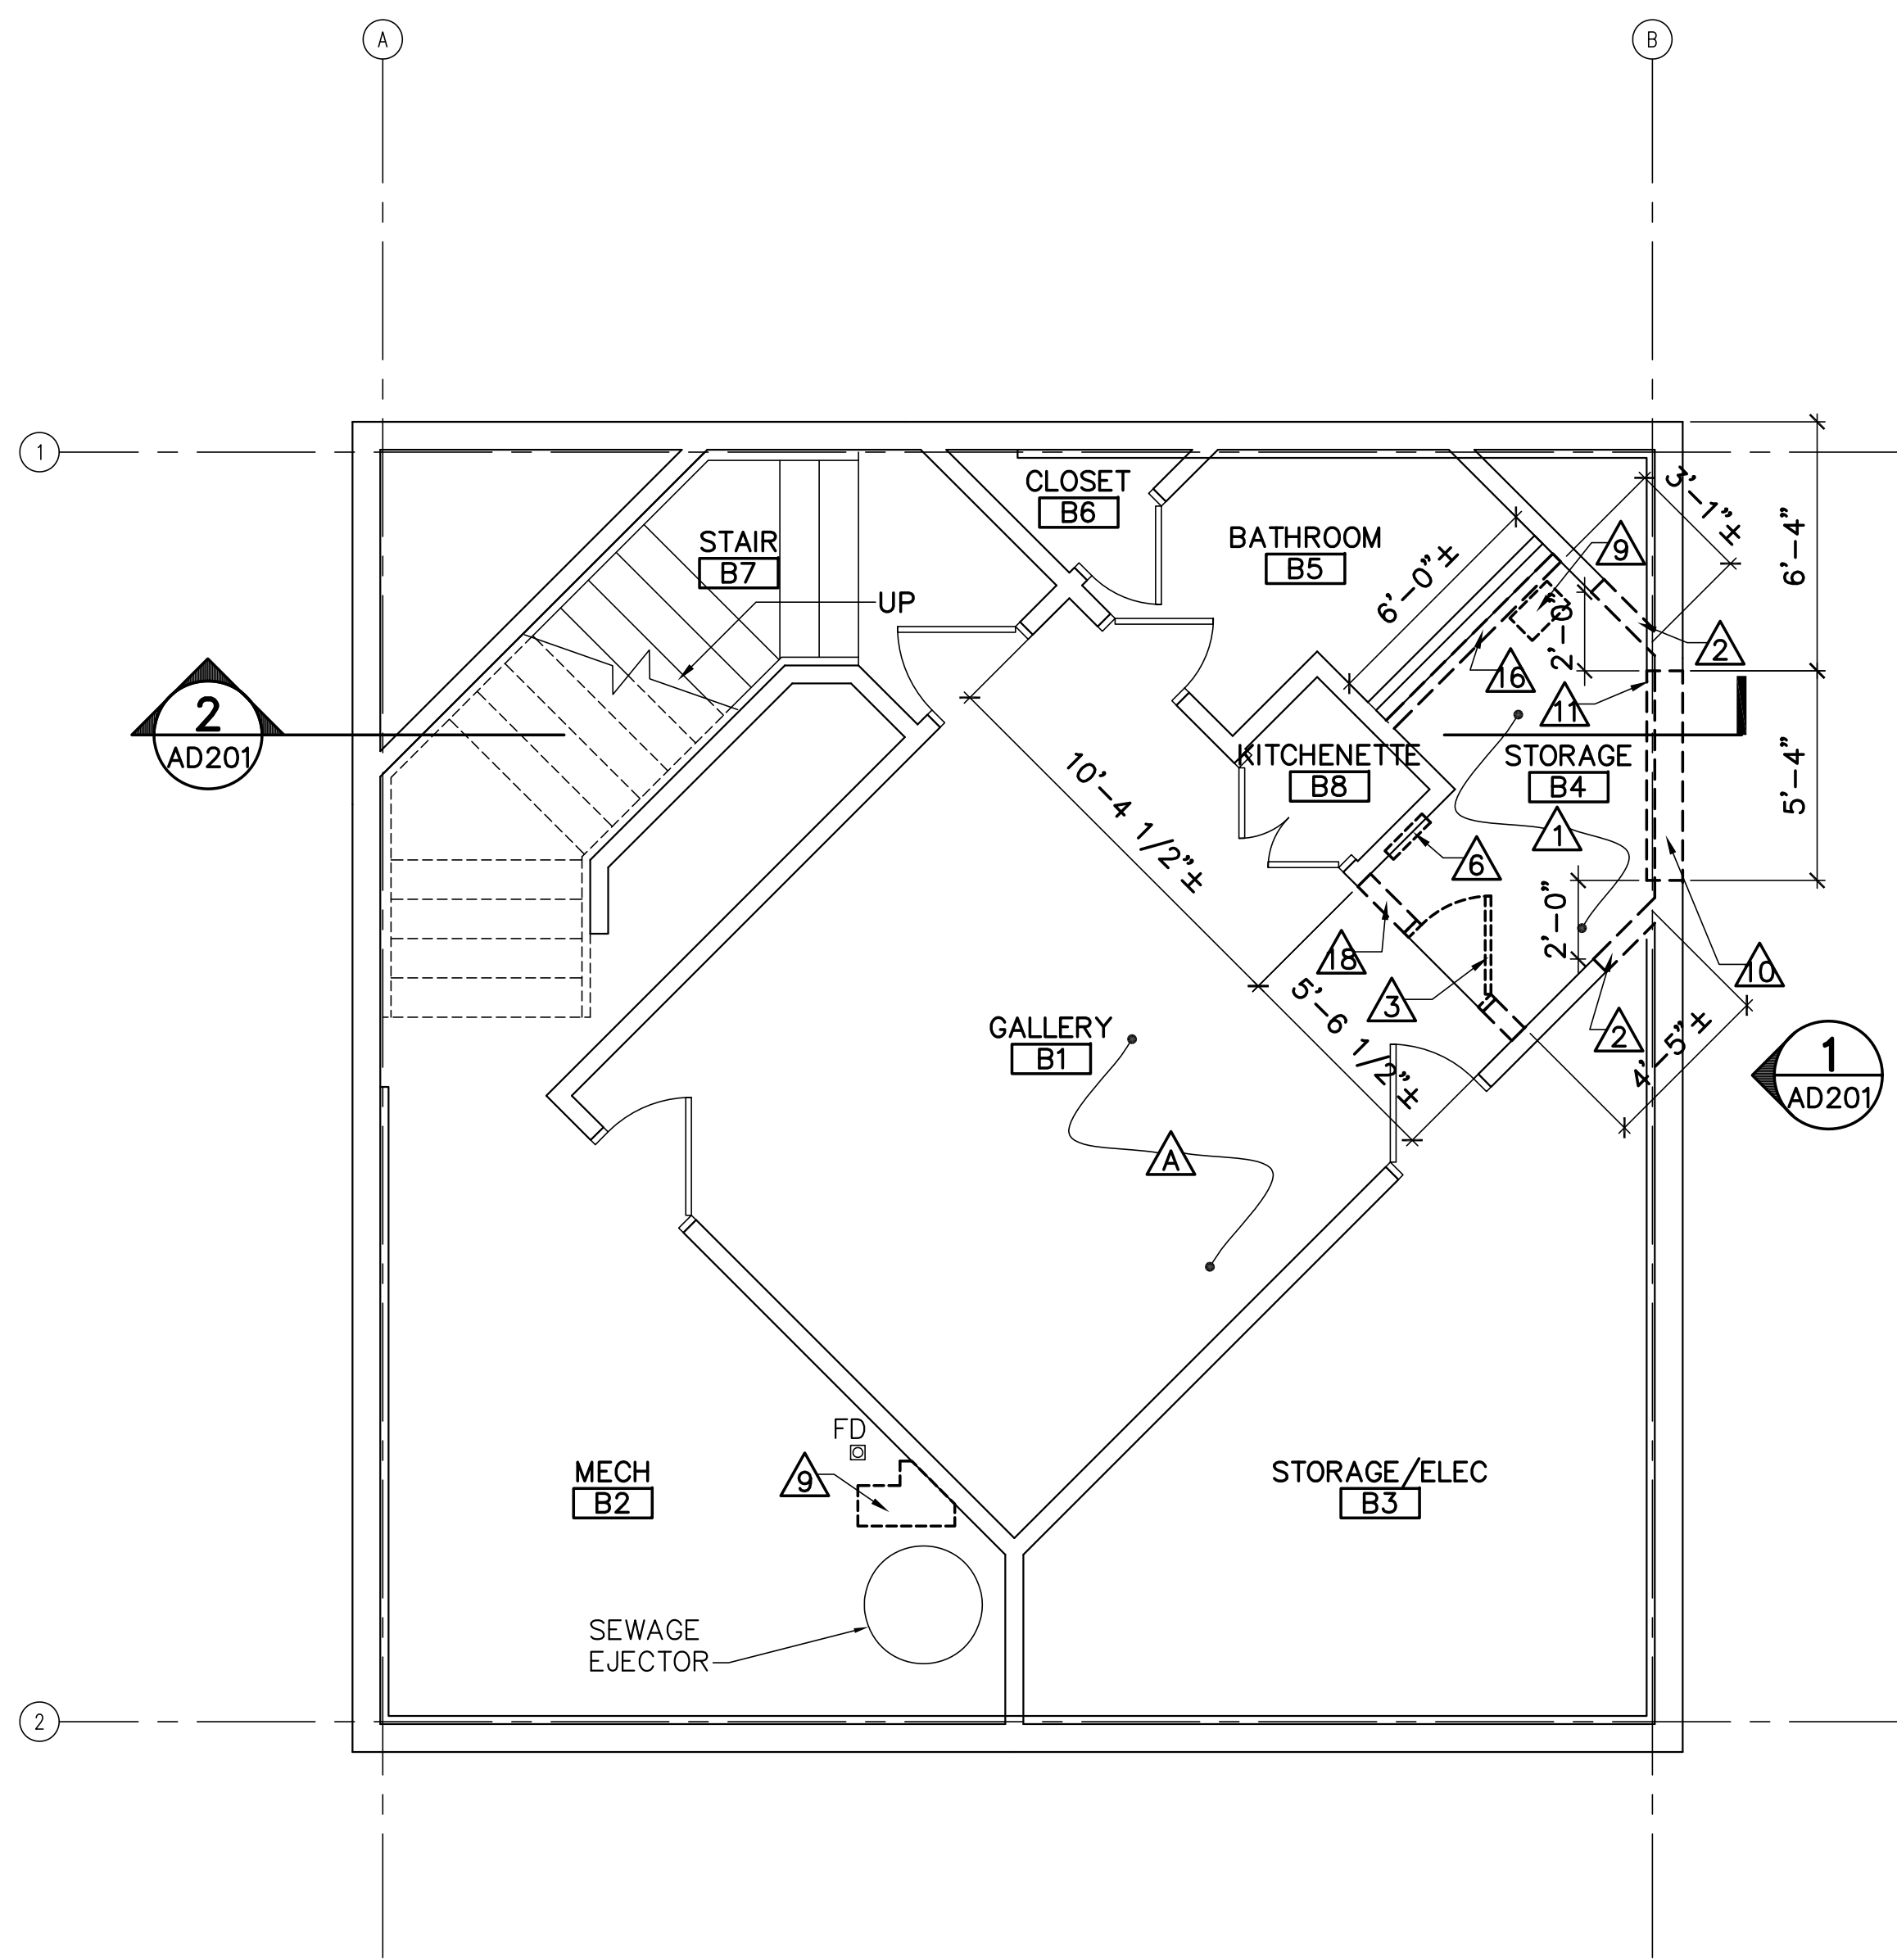 A
B
1
CLOSET
B6
3'-1"±
BATHROOM
B5
STAIR
B7
9
6'-4"
6'-0"±
UP
2'-0"
2
16
11
2
AD201
KITCHENETTE
B8
STORAGE
B4
10'-4 1/2"±
5'-4"
1
6
2'-0"
18
10
3
5'-6 1/2"±
2
4'-5"±
GALLERY
B1
1
AD201
A
FD
MECH
B2
9
STORAGE/ELEC
B3
SEWAGE
EJECTOR
2